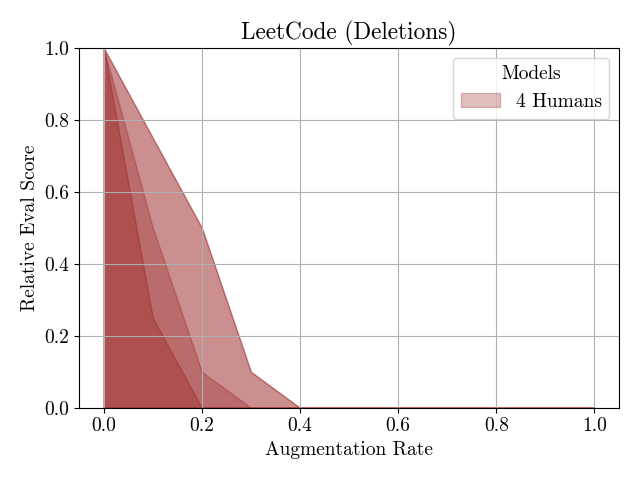 LeetCode (Deletions)
Models
4 Humans
Relative Eval Score
1.0
0.8
0.6
0.4
0.2
0.0
0.0 0.2 0.4 0.6 0.8 1.0
Augmentation Rate